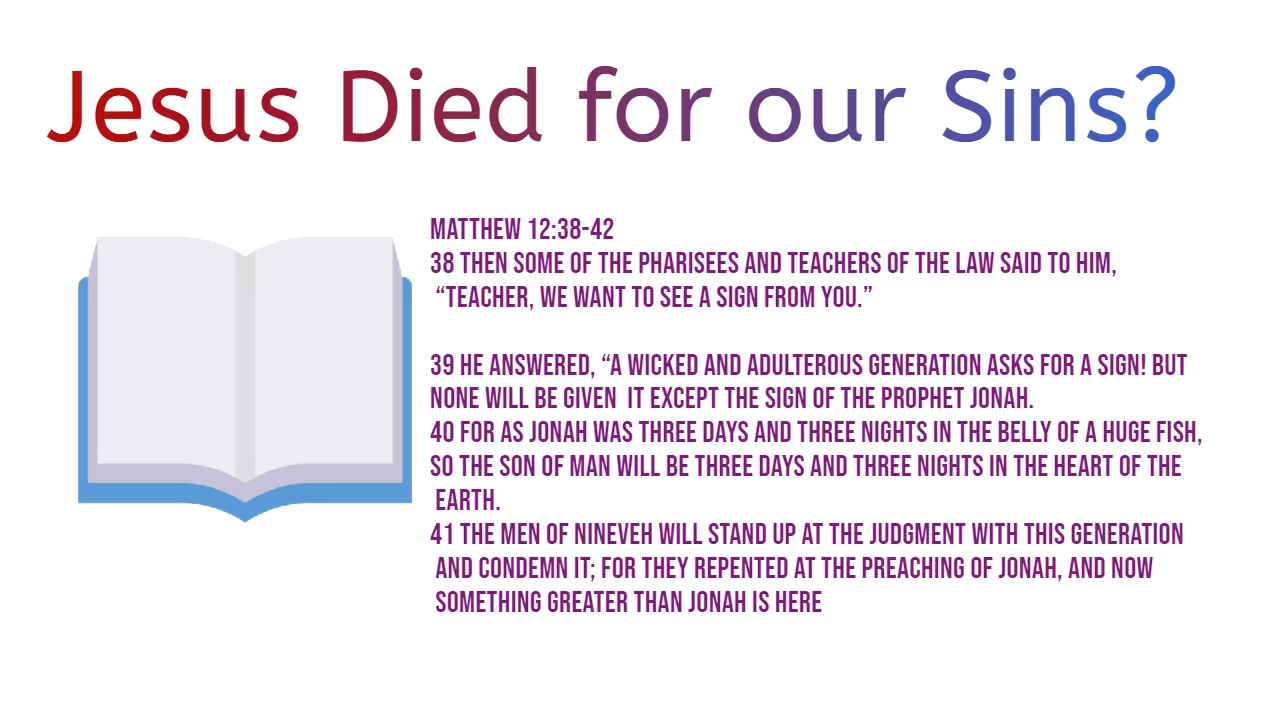 Jesus Died for our Sins?
MATTHEW 12:38-42
38 THEN SOME OF THE PHARISEES AND TEACHERS OF THE LAW SAID TO HIM,
“TEACHER, WE WANT TO SEE A SIGN FROM YOU.”
39 HE ANSWERED, “A WICKED AND ADULTEROUS GENERATION ASKS FOR A SIGN! BUT
NONE WILL BE GIVEN  IT EXCEPT THE SIGN OF THE PROPHET JONAH.
40 FOR AS JONAH WAS THREE DAYS AND THREE NIGHTS IN THE BELLY OF A HUGE FISH,
SO THE SON OF MAN WILL BE THREE DAYS AND THREE NIGHTS IN THE HEART OF THE
EARTH.
41 THE MEN OF NINEVEH WILL STAND UP AT THE JUDGMENT WITH THIS GENERATION
AND CONDEMN IT; FOR THEY REPENTED AT THE PREACHING OF JONAH, AND NOW
SOMETHING GREATER THAN JONAH IS HERE